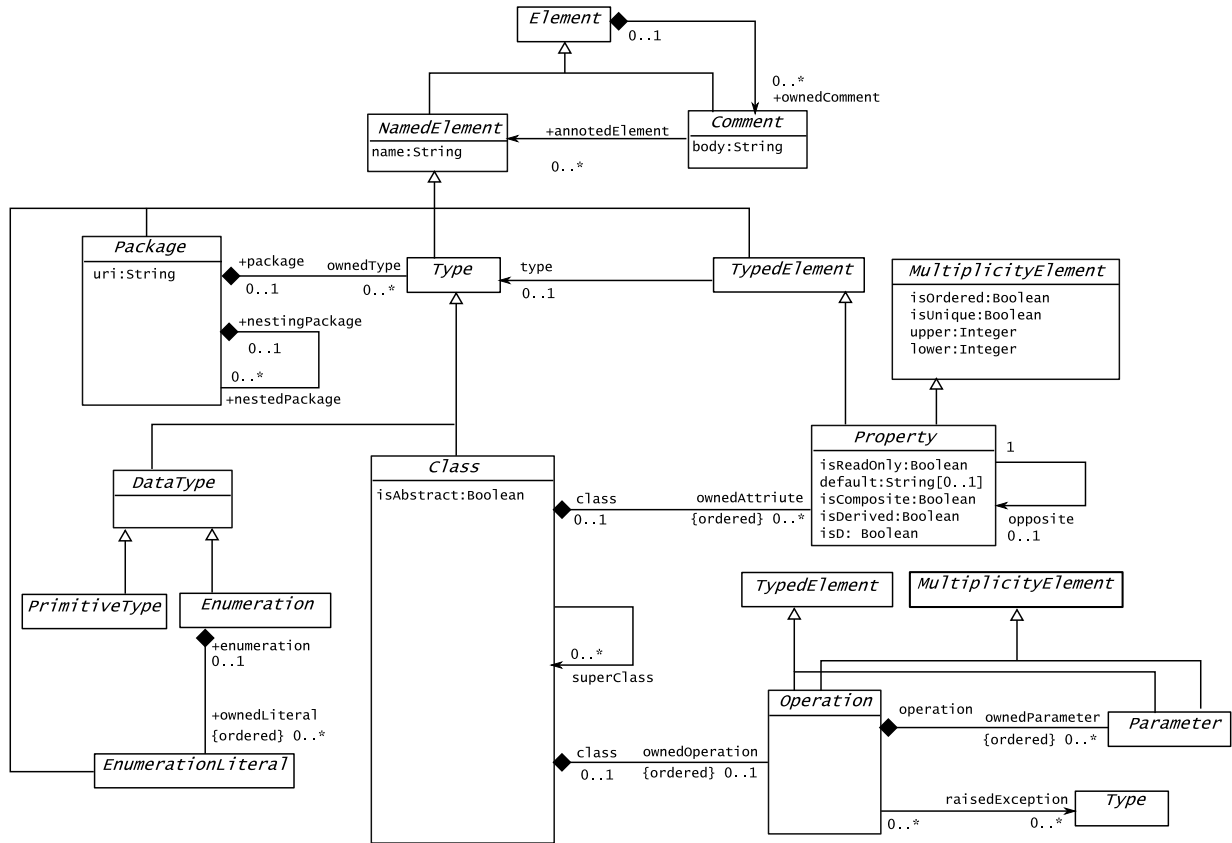 Element
0..1
0..*
+ownedComment
NamedElement
name:String
+annotedElement
0..*
Comment
body:String
Package
uri:String
+package
0..1
ownedType
0..*
Type
type
0..1
TypedElement
MultiplicityElement
isOrdered:Boolean
isUnique:Boolean
upper:Integer
lower:Integer
+nestingPackage
0..1
0..*
+nestedPackage
DataType
PrimitiveType
Enumeration
+enumeration
0..1
+ownedLiteral
{ordered} 0..*
EnumerationLiteral
Class
isAbstract:Boolean
class
0..1
ownedAttriute
{ordered} 0..*
Property
isReadOnly:Boolean
default:String[0..1]
isComposite:Boolean
isDerived:Boolean
isD: Boolean
1
opposite
0..1
0..*
superClass
TypedElement
MultiplicityElement
class
0..1
ownedOperation
{ordered} 0..1
Operation
operation
ownedParameter
{ordered} 0..*
Parameter
raisedException
0..*
0..*
Type